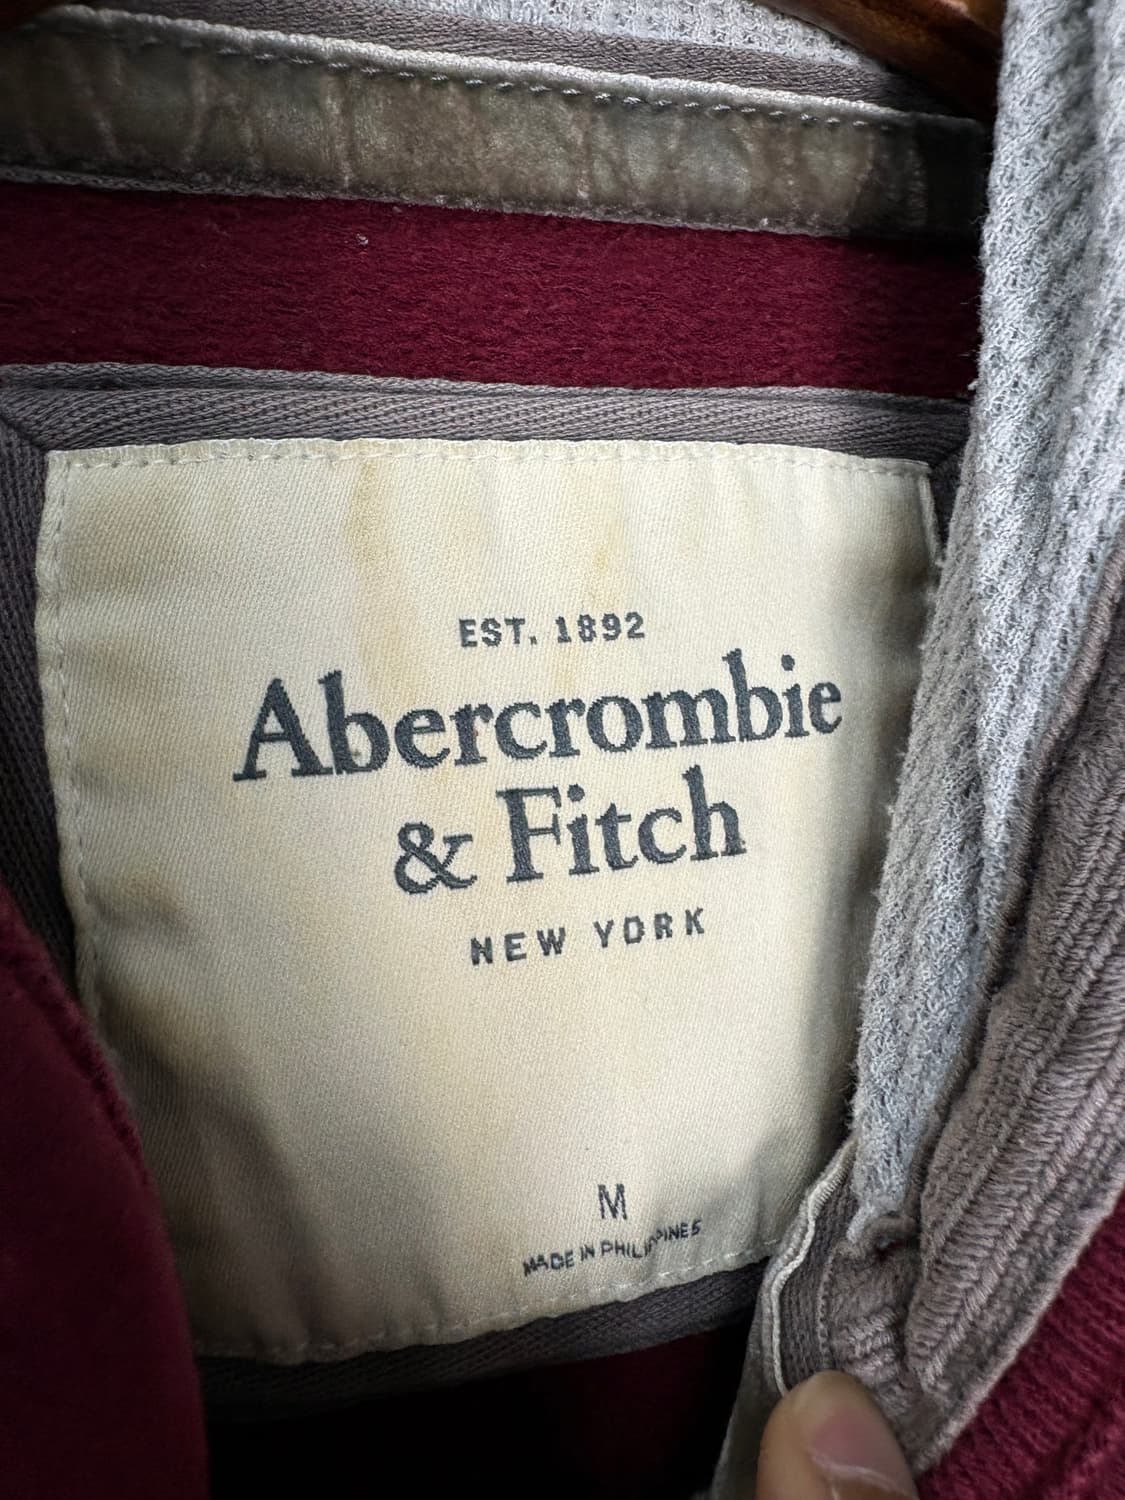 EST. 1892
Abercrombie
& Fitch
NEW YORK
M
MADE IN PHILIPPINES